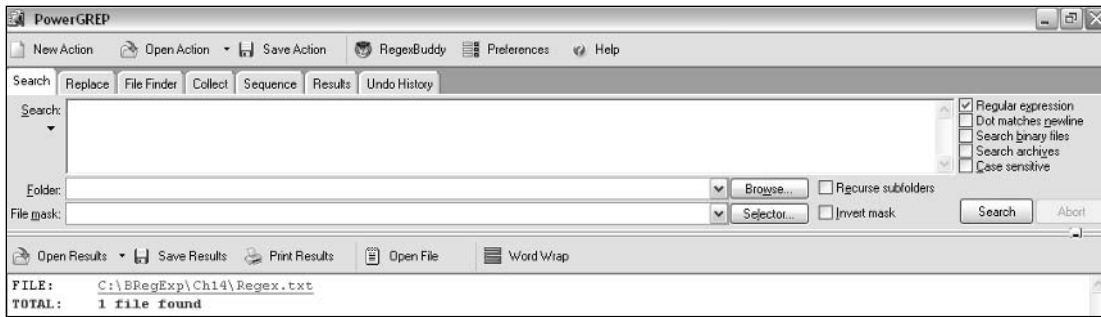 PowerGREP
New Action Open Action Save Action RegexBuddy Preferences Help
Search Replace File Finder Collect Sequence Results Undo History
Search:
Regular expression
Dot matches newline
Search binary files
Search archives
Case sensitive
Folder: Browse... Recurse subfolders
File mask: Selector... Invert mask Search Abort
Open Results Save Results Print Results Open File Word Wrap
FILE: C:\BRegExp\Ch14\Regex.txt
TOTAL: 1 file found